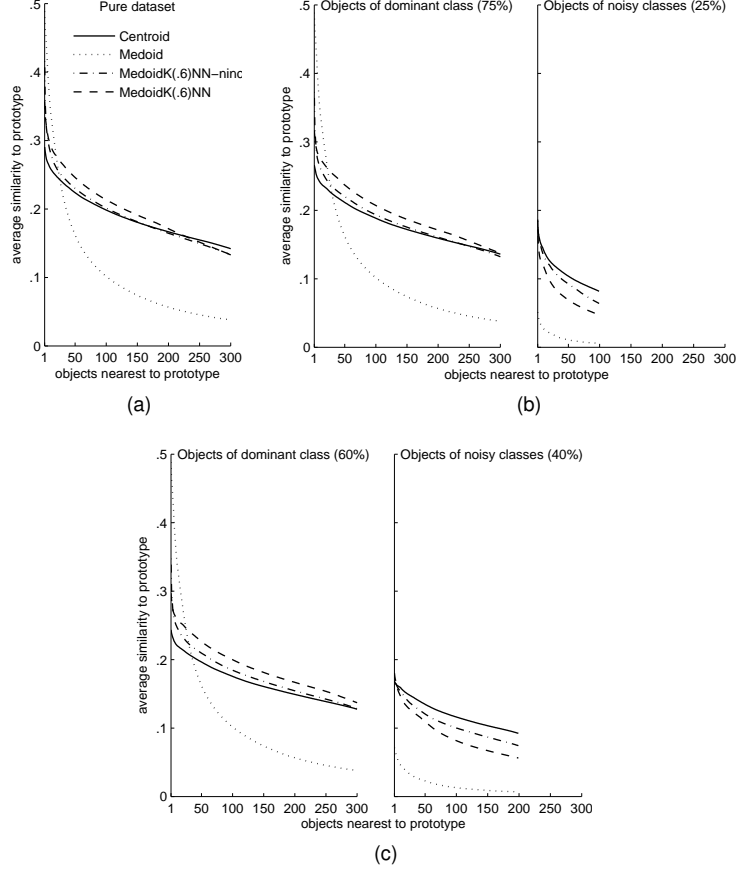 Pure dataset
Centroid
Medoid
MedoidK(.6)NN−ninc
MedoidK(.6)NN
average similarity to prototype
.5
.4
.3
.2
.1
0
1 50 100 150 200 250 300
objects nearest to prototype
(a)
Objects of dominant class (75%)
average similarity to prototype
.5
.4
.3
.2
.1
0
1 50 100 150 200 250 300
Objects of noisy classes (25%)
1 50 100 150 200 250 300
objects nearest to prototype
(b)
Objects of dominant class (60%)
average similarity to prototype
.5
.4
.3
.2
.1
0
1 50 100 150 200 250 300
Objects of noisy classes (40%)
1 50 100 150 200 250 300
objects nearest to prototype
(c)